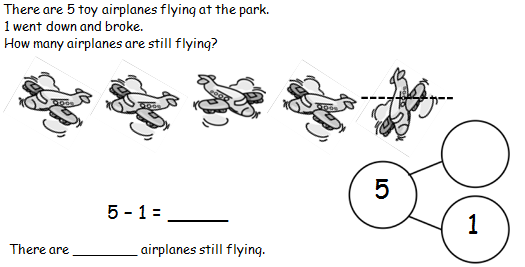 There are 5 toy airplanes flying at the park.
1 went down and broke.
How many airplanes are still flying?
5
1
5 - 1 = ______
There are ________ airplanes still flying.